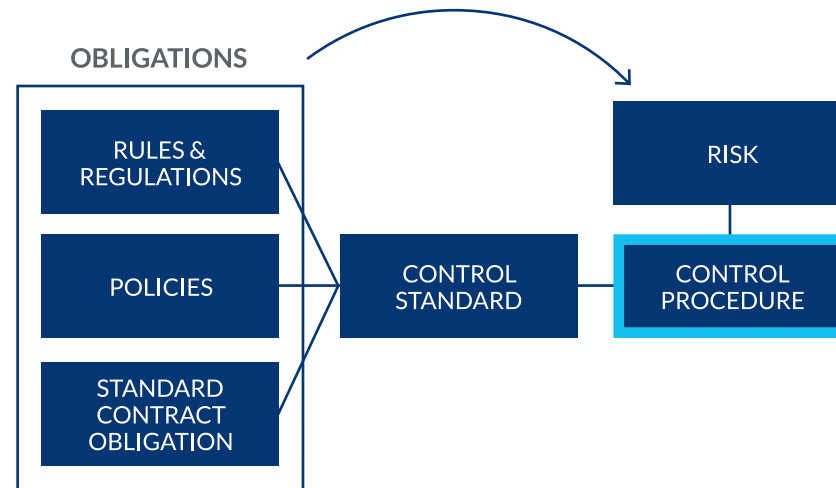 OBLIGATIONS
RULES &
REGULATIONS
POLICIES
STANDARD
CONTRACT
OBLIGATION
CONTROL
STANDARD
RISK
CONTROL
PROCEDURE